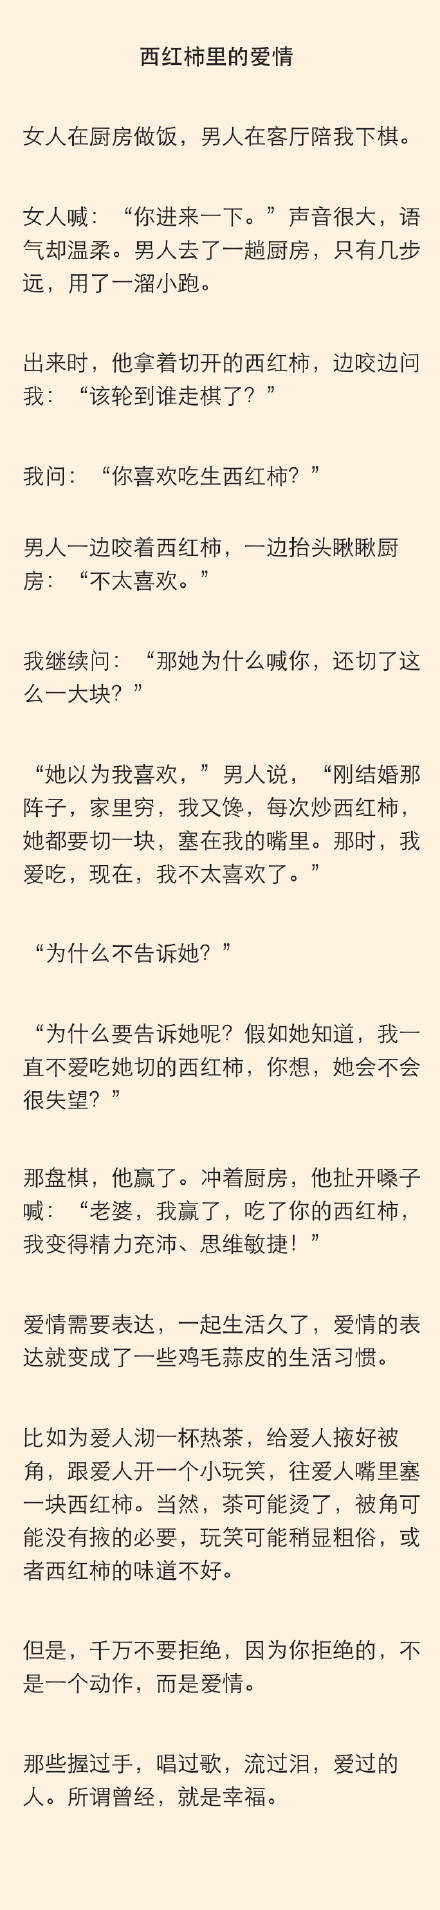 西红柿里的爱情
女人在厨房做饭，男人在客厅陪我下棋。
女人喊：“你进来一下。”声音很大，语
气却温柔。男人去了一趟厨房，只有几步
远，用了一溜小跑。
出来时，他拿着切开的西红柿，边咬边问
我：“该轮到谁走棋了？”
我问：“你喜欢吃生西红柿？”
男人一边咬着西红柿，一边抬头瞅瞅厨
房：“不太喜欢。”
我继续问：“那她为什么喊你，还切了这
么一大块？”
“她以为我喜欢，”男人说，“刚结婚那
阵子，家里穷，我又馋，每次炒西红柿，
她都要切一块，塞在我的嘴里。那时，我
爱吃，现在，我不太喜欢了。”
“为什么不告诉她？”
“为什么要告诉她呢？假如她知道，我一
直不爱吃她切的西红柿，你想，她会不会
很失望？”
那盘棋，他赢了。冲着厨房，他扯开嗓子
喊：“老婆，我赢了，吃了你的西红柿，
我变得精力充沛、思维敏捷！”
爱情需要表达，一起生活久了，爱情的表
达就变成了一些鸡毛蒜皮的生活习惯。
比如为爱人沏一杯热茶，给爱人掖好被
角，跟爱人开一个小玩笑，往爱人嘴里塞
一块西红柿。当然，茶可能烫了，被角可
能没有掖的必要，玩笑可能稍显粗俗，或
者西红柿的味道不好。
但是，千万不要拒绝，因为你拒绝的，不
是一个动作，而是爱情。
那些握过手，唱过歌，流过泪，爱过的
人。所谓曾经，就是幸福。